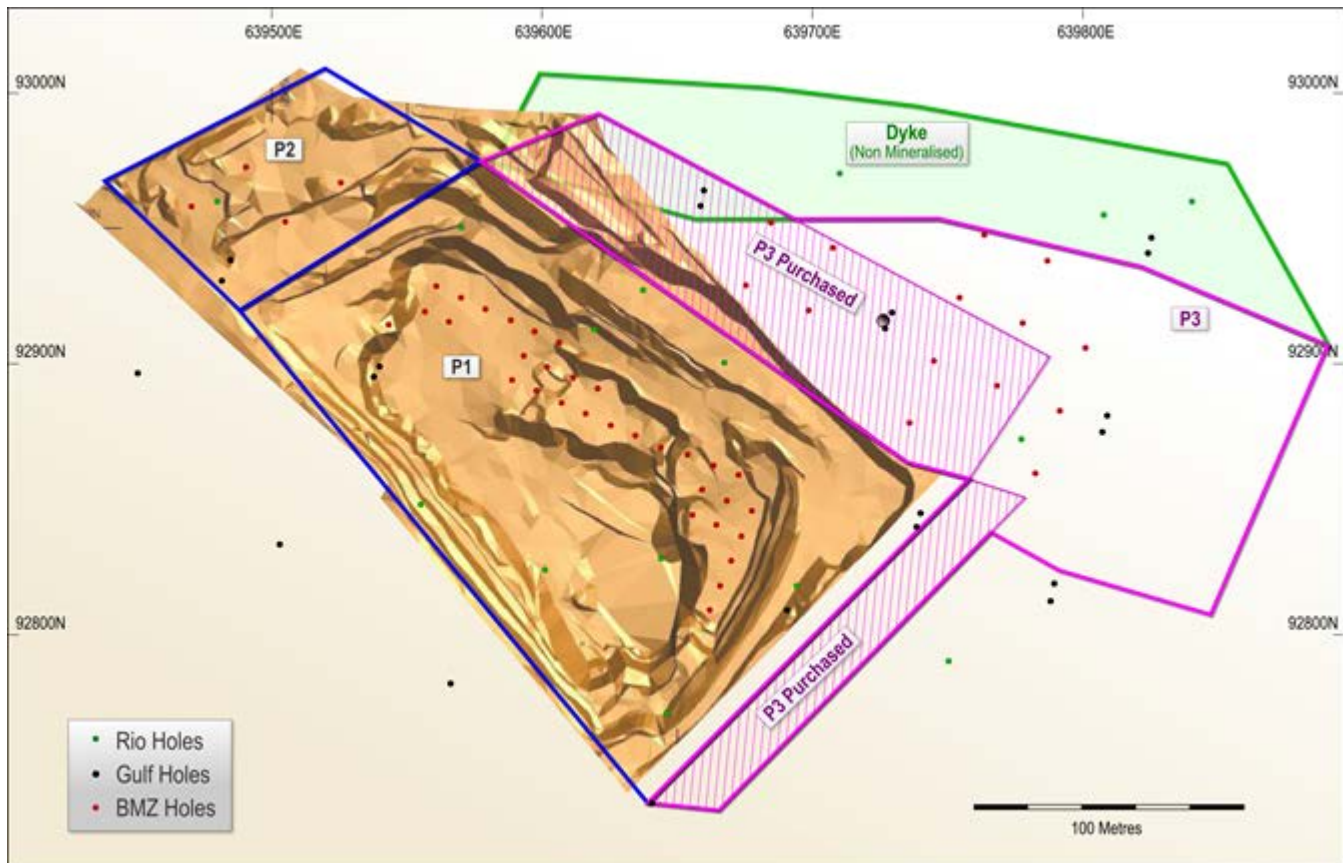 639500E
639600E
639700E
639800E
93000N
93000N
Dyke
(Non Mineralised)
P2
P3 Purchased
P3
92900N
92900N
P1
92800N
92800N
P3 Purchased
Rio Holes
Gulf Holes
BMZ Holes
100 Metres